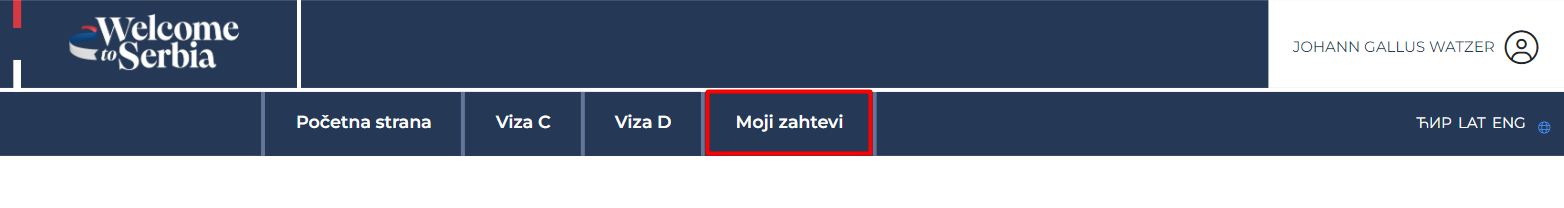 Welcome
to Serbia
JOHANN GALLUS WATZER
Početna strana Viza C Viza D Moji zahtevi ЋИР LAT ENG